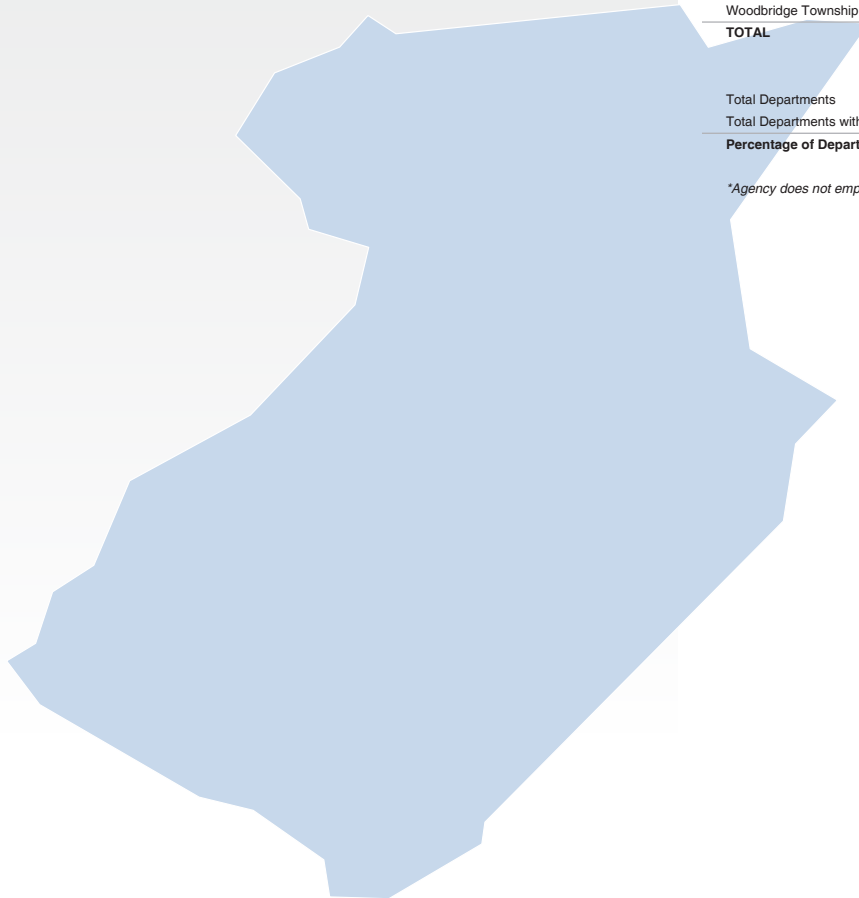 Woodbridge Township
TOTAL
Total Departments
Total Departments with
Percentage of Depart
*Agency does not emp